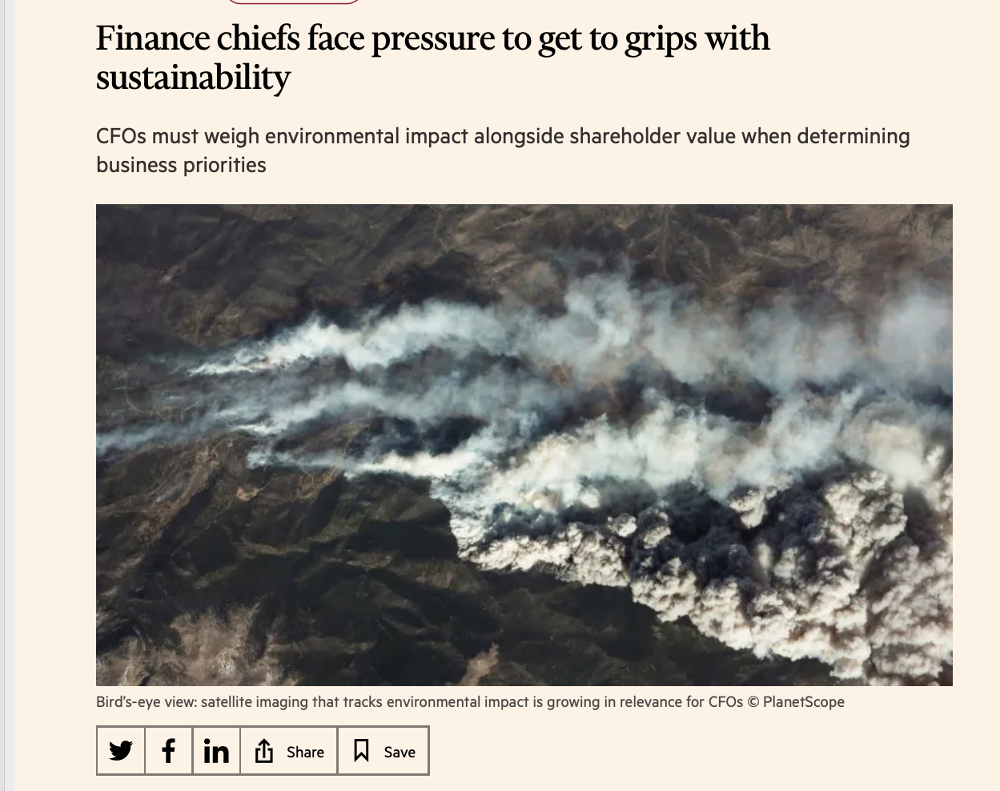 Finance chiefs face pressure to get to grips with
sustainability
CFOs must weigh environmental impact alongside shareholder value when determining
business priorities
Bird’s-eye view: satellite imaging that tracks environmental impact is growing in relevance for CFOs © PlanetScope
Share
Save